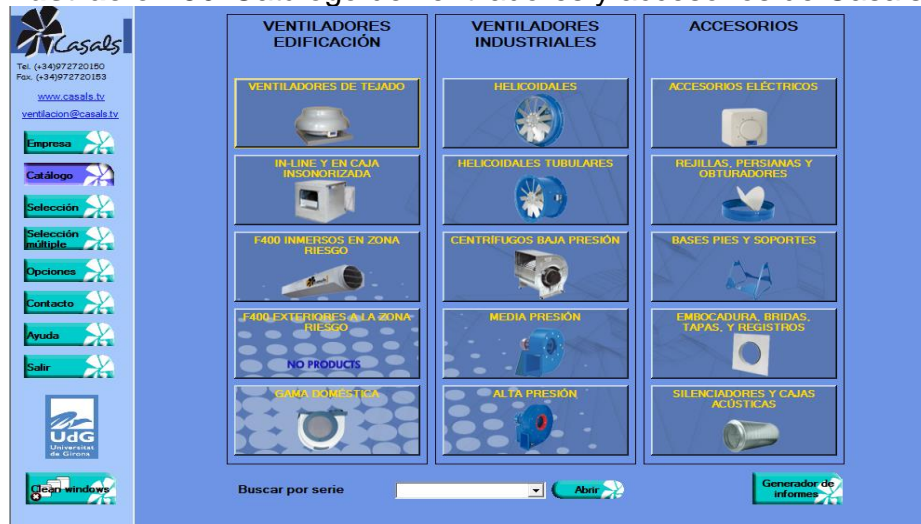 Casals
Tel. (+34)972720150
Fax. (+34)972720153
www.casals.tv
ventilacion@casals.tv
Empresa
Catálogo
Selección
Selección
múltiple
Opciones
Contacto
Ayuda
Salir
UdG
Universitat
de Girona
Clean windows
VENTILADORES
EDIFICACIÓN
VENTILADORES DE TEJADO
IN-LINE Y EN CAJA
INSONORIZADA
F400 INMERSOS EN ZONA
RIESGO
F400 EXTERIORES A LA ZONA
RIESGO
NO PRODUCTS
GAMA DOMÉSTICA
VENTILADORES
INDUSTRIALES
HELICOIDALES
HELICOIDALES TUBULARES
CENTRÍFUGOS BAJA PRESIÓN
MEDIA PRESIÓN
ALTA PRESIÓN
ACCESORIOS
ACCESORIOS ELÉCTRICOS
REJILLAS, PERSIANAS Y
OBTURADORES
BASES PIES Y SOPORTES
EMBOCADURA, BRIDAS,
TAPAS, Y REGISTROS
SILENCIADORES Y CAJAS
ACÚSTICAS
Buscar por serie
Abrir
Generador de
informes